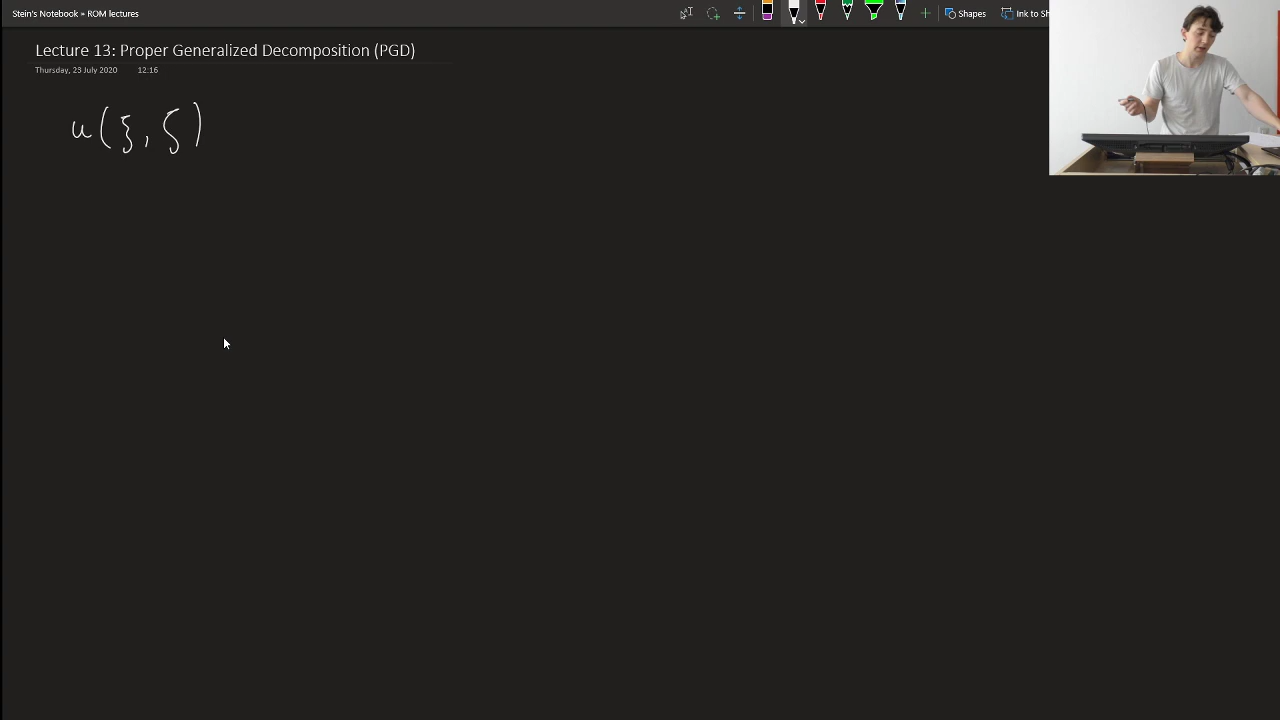 Stein's Notebook » ROM lectures
Shapes
Ink to Sh
Lecture 13: Proper Generalized Decomposition (PGD)
Thursday, 23 July 2020 12:16
u(ξ, ζ)